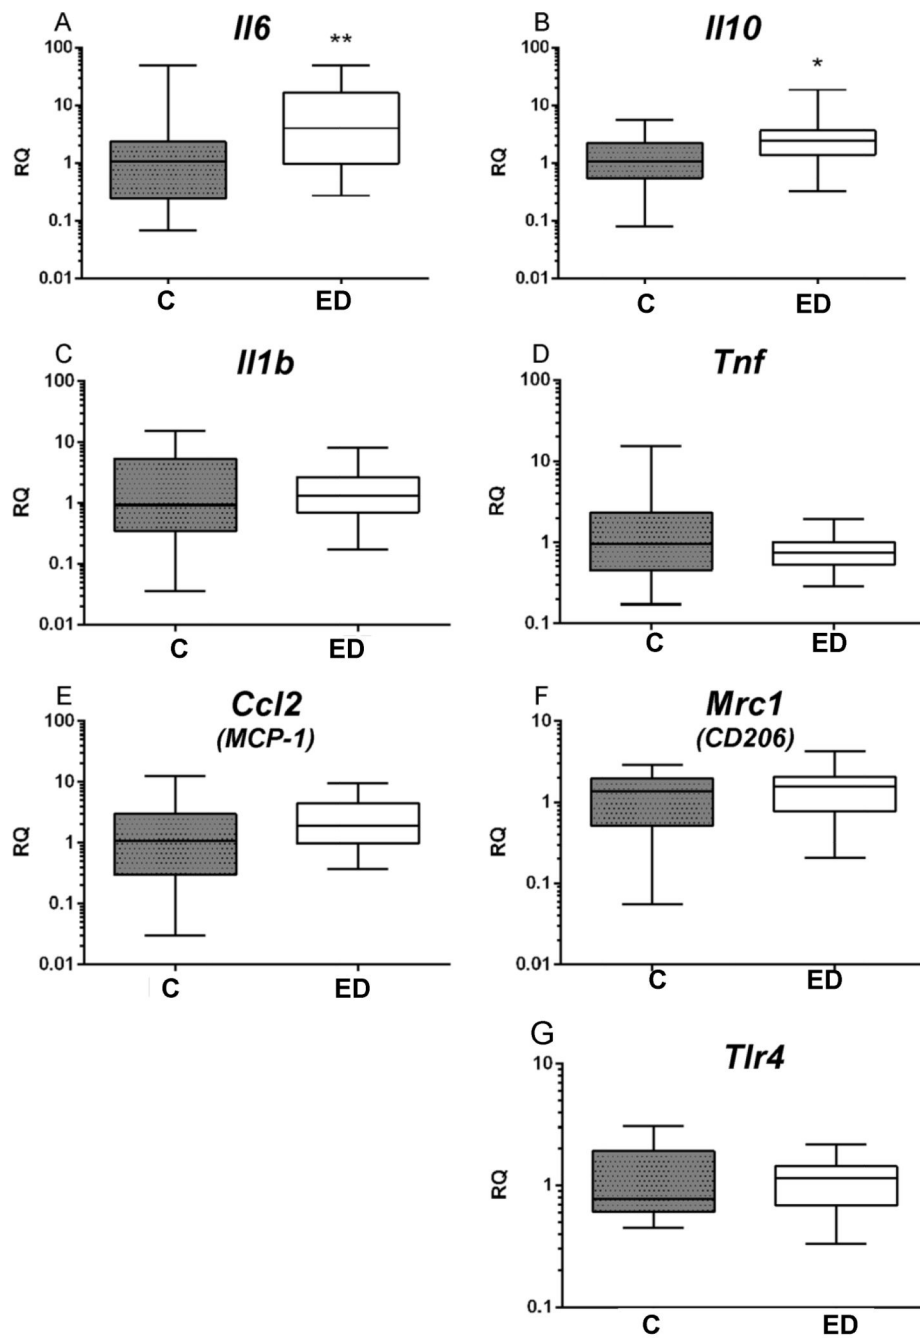 A
Il6
**
100
10
1
0.1
0.01
RQ
C
ED
B
Il10
*
100
10
1
0.1
0.01
RQ
C
ED
C
Il1b
100
10
1
0.1
0.01
RQ
C
ED
D
Tnf
100
10
1
0.1
RQ
C
ED
E
Ccl2
(MCP-1)
100
10
1
0.1
0.01
RQ
C
ED
F
Mrc1
(CD206)
10
1
0.1
0.01
RQ
C
ED
G
Tlr4
10
1
0.1
RQ
C
ED